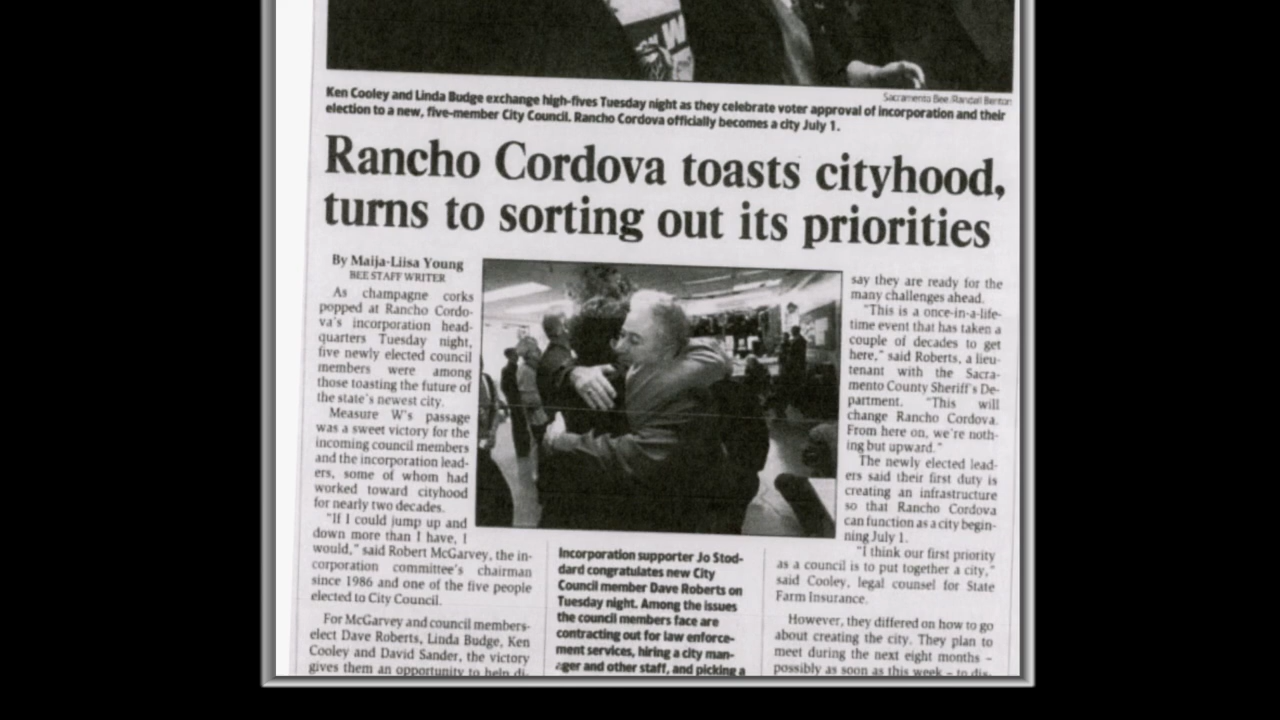 W
Sacramento Bee/Randall Benton
Ken Cooley and Linda Budge exchange high-fives Tuesday night as they celebrate voter approval of incorporation and their
election to a new, five-member City Council. Rancho Cordova officially becomes a city July 1.
Rancho Cordova toasts cityhood,
turns to sorting out its priorities
By Maija-Liisa Young
BEE STAFF WRITER
As champagne corks
popped at Rancho Cordo-
va's incorporation head-
quarters Tuesday night,
five newly elected council
members were among
those toasting the future of
the state's newest city.
Measure W's passage
was a sweet victory for the
incoming council members
and the incorporation lead-
ers, some of whom had
worked toward cityhood
for nearly two decades.
"If I could jump up and
down more than I have, I
would," said Robert McGarvey, the in-
corporation committee's chairman
since 1986 and one of the five people
elected to City Council.
For McGarvey and council members-
elect Dave Roberts, Linda Budge, Ken
Cooley and David Sander, the victory
gives them an opportunity to help di-
Incorporation supporter Jo Stod-
dard congratulates new City
Council member Dave Roberts on
Tuesday night. Among the issues
the council members face are
contracting out for law enforce-
ment services, hiring a city man-
ager and other staff, and picking a
say they are ready for the
many challenges ahead.
"This is a once-in-a-life-
time event that has taken a
couple of decades to get
here," said Roberts, a lieu-
tenant with the Sacra-
mento County Sheriff's De-
partment. "This will
change Rancho Cordova.
From here on, we're noth-
ing but upward."
The newly elected lead-
ers said their first duty is
creating an infrastructure
so that Rancho Cordova
can function as a city begin-
ning July 1.
"I think our first priority
as a council is to put together a city,"
said Cooley, legal counsel for State
Farm Insurance.
However, they differed on how to go
about creating the city. They plan to
meet during the next eight months –
possibly as soon as this week – to dis-